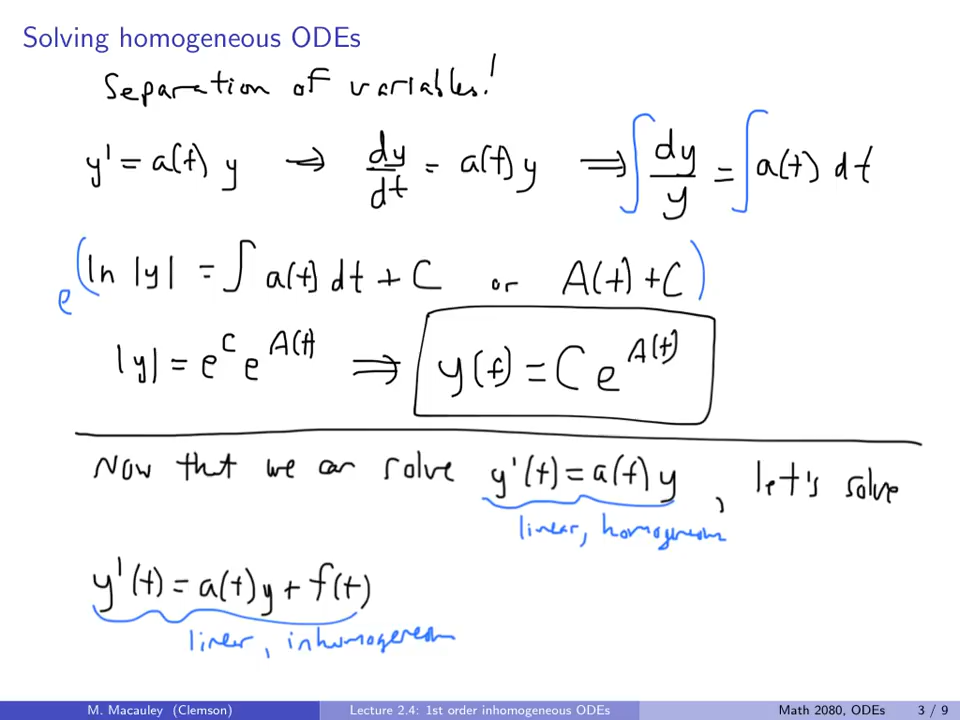 Solving homogeneous ODEs
Separation of variables!
y' = a(t) y ⟹ dy/dt = a(t) y ⟹ ∫ dy/y = ∫ a(t) dt
e^( ln |y| = ∫ a(t) dt + C or A(t) + C )
|y| = e^C e^A(t) ⟹ y(t) = C e^A(t)
Now that we can solve y'(t) = a(t) y , let's solve
linear, homogeneous
y'(t) = a(t) y + f(t)
linear, inhomogeneous
M. Macauley (Clemson) Lecture 2.4: 1st order inhomogeneous ODEs Math 2080, ODEs 3 / 9